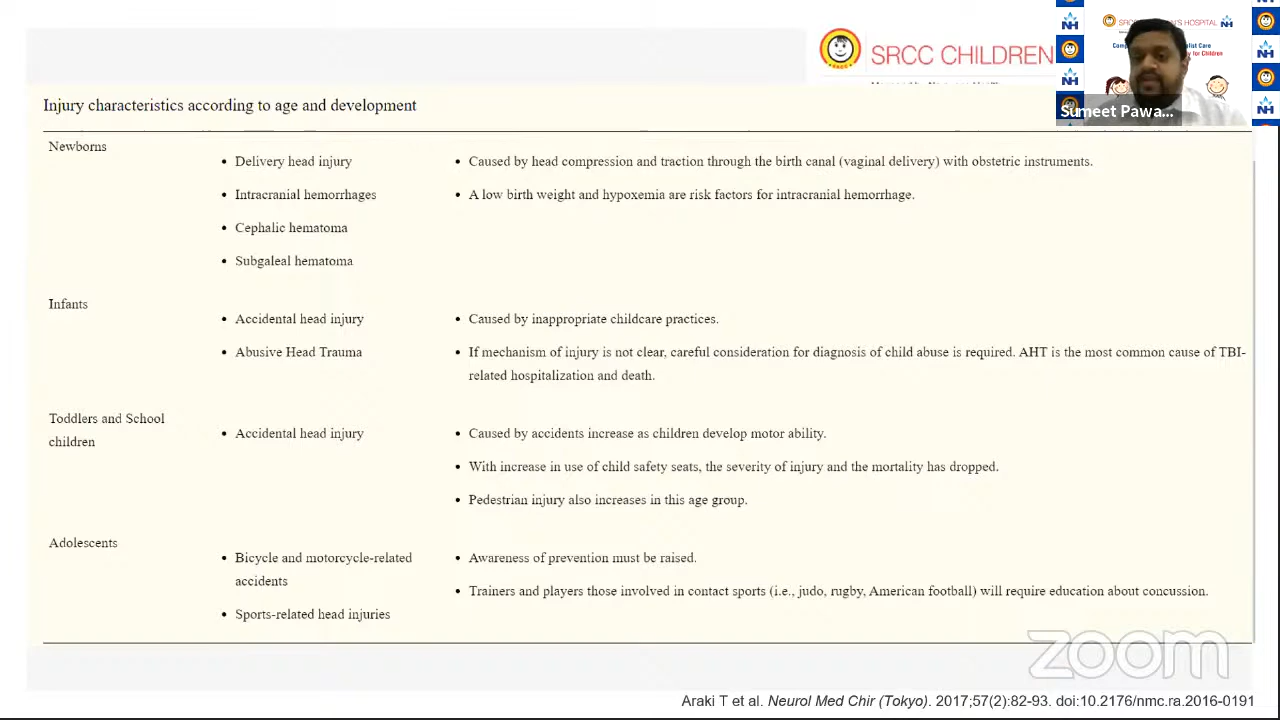 SRCC CHILDREN
NH
SRCC
HOSPITAL
NH
Care
for Children
Sumeet Pawa...
Injury characteristics according to age and development
Newborns
• Delivery head injury
• Caused by head compression and traction through the birth canal (vaginal delivery) with obstetric instruments.
• Intracranial hemorrhages
• A low birth weight and hypoxemia are risk factors for intracranial hemorrhage.
• Cephalic hematoma
• Subgaleal hematoma
Infants
• Accidental head injury
• Caused by inappropriate childcare practices.
• Abusive Head Trauma
• If mechanism of injury is not clear, careful consideration for diagnosis of child abuse is required. AHT is the most common cause of TBI-
related hospitalization and death.
Toddlers and School
children
• Accidental head injury
• Caused by accidents increase as children develop motor ability.
• With increase in use of child safety seats, the severity of injury and the mortality has dropped.
• Pedestrian injury also increases in this age group.
Adolescents
• Bicycle and motorcycle-related
accidents
• Awareness of prevention must be raised.
• Trainers and players those involved in contact sports (i.e., judo, rugby, American football) will require education about concussion.
• Sports-related head injuries
zoom
Araki T et al. Neurol Med Chir (Tokyo). 2017;57(2):82-93. doi:10.2176/nmc.ra.2016-0191